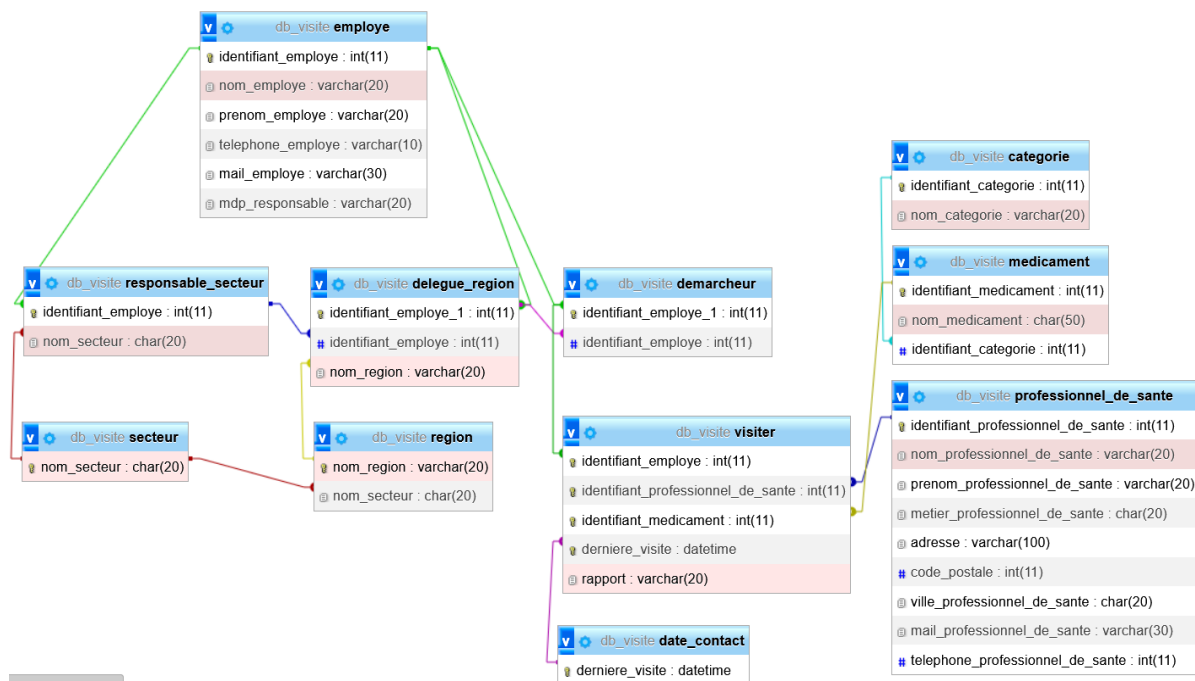 db_visite employe
identifiant_employe : int(11)
nom_employe : varchar(20)
prenom_employe : varchar(20)
telephone_employe : varchar(10)
mail_employe : varchar(30)
mdp_responsable : varchar(20)
db_visite responsable_secteur
identifiant_employe : int(11)
nom_secteur : char(20)
db_visite delegue_region
identifiant_employe_1 : int(11)
identifiant_employe : int(11)
nom_region : varchar(20)
db_visite demarcheur
identifiant_employe_1 : int(11)
identifiant_employe : int(11)
db_visite secteur
nom_secteur : char(20)
db_visite region
nom_region : varchar(20)
nom_secteur : char(20)
db_visite visiter
identifiant_employe : int(11)
identifiant_professionnel_de_sante : int(11)
identifiant_medicament : int(11)
derniere_visite : datetime
rapport : varchar(20)
db_visite date_contact
derniere_visite : datetime
db_visite categorie
identifiant_categorie : int(11)
nom_categorie : varchar(20)
db_visite medicament
identifiant_medicament : int(11)
nom_medicament : char(50)
identifiant_categorie : int(11)
db_visite professionnel_de_sante
identifiant_professionnel_de_sante : int(11)
nom_professionnel_de_sante : varchar(20)
prenom_professionnel_de_sante : varchar(20)
metier_professionnel_de_sante : char(20)
adresse : varchar(100)
code_postale : int(11)
ville_professionnel_de_sante : char(20)
mail_professionnel_de_sante : varchar(30)
telephone_professionnel_de_sante : int(11)